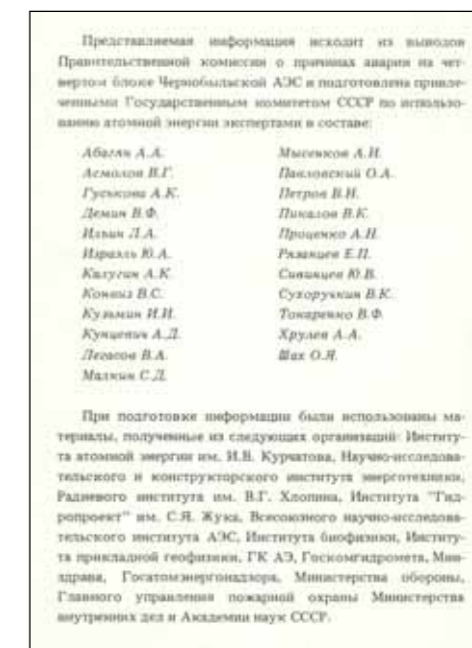 Представляемая информация исходит из выводов
Правительственной комиссии о причинах аварии на чет-
вертом блоке Чернобыльской АЭС и подготовлена привле-
ченными Государственным комитетом СССР по использо-
ванию атомной энергии экспертами в составе:
Абагян А.А.
Асмолов В.Г.
Гуськова А.К.
Демин В.Ф.
Ильин Л.А.
Израэль Ю.А.
Калугин А.К.
Конвиз В.С.
Кузьмин И.И.
Кунцевич А.Д.
Легасов В.А.
Малкин С.Д.
Мысенков А.И.
Павловский О.А.
Петров В.Н.
Пикалов В.К.
Проценко А.Н.
Рязанцев Е.П.
Сивинцев Ю.В.
Сухоручкин В.К.
Токаренко В.Ф.
Хрулев А.А.
Шах О.Я.
При подготовке информации были использованы ма-
териалы, полученные из следующих организаций: Институ-
та атомной энергии им. И.В. Курчатова, Научно-исследова-
тельского и конструкторского института энерготехники,
Радиевого института им. В.Г. Хлопина, Института "Гид-
ропроект" им. С.Я. Жука, Всесоюзного научно-исследова-
тельского института АЭС, Института биофизики, Институ-
та прикладной геофизики, ГК АЭ, Госкомгидромета, Мин-
здрава, Госатомэнергонадзора, Министерства обороны,
Главного управления пожарной охраны Министерства
внутренних дел и Академии наук СССР.